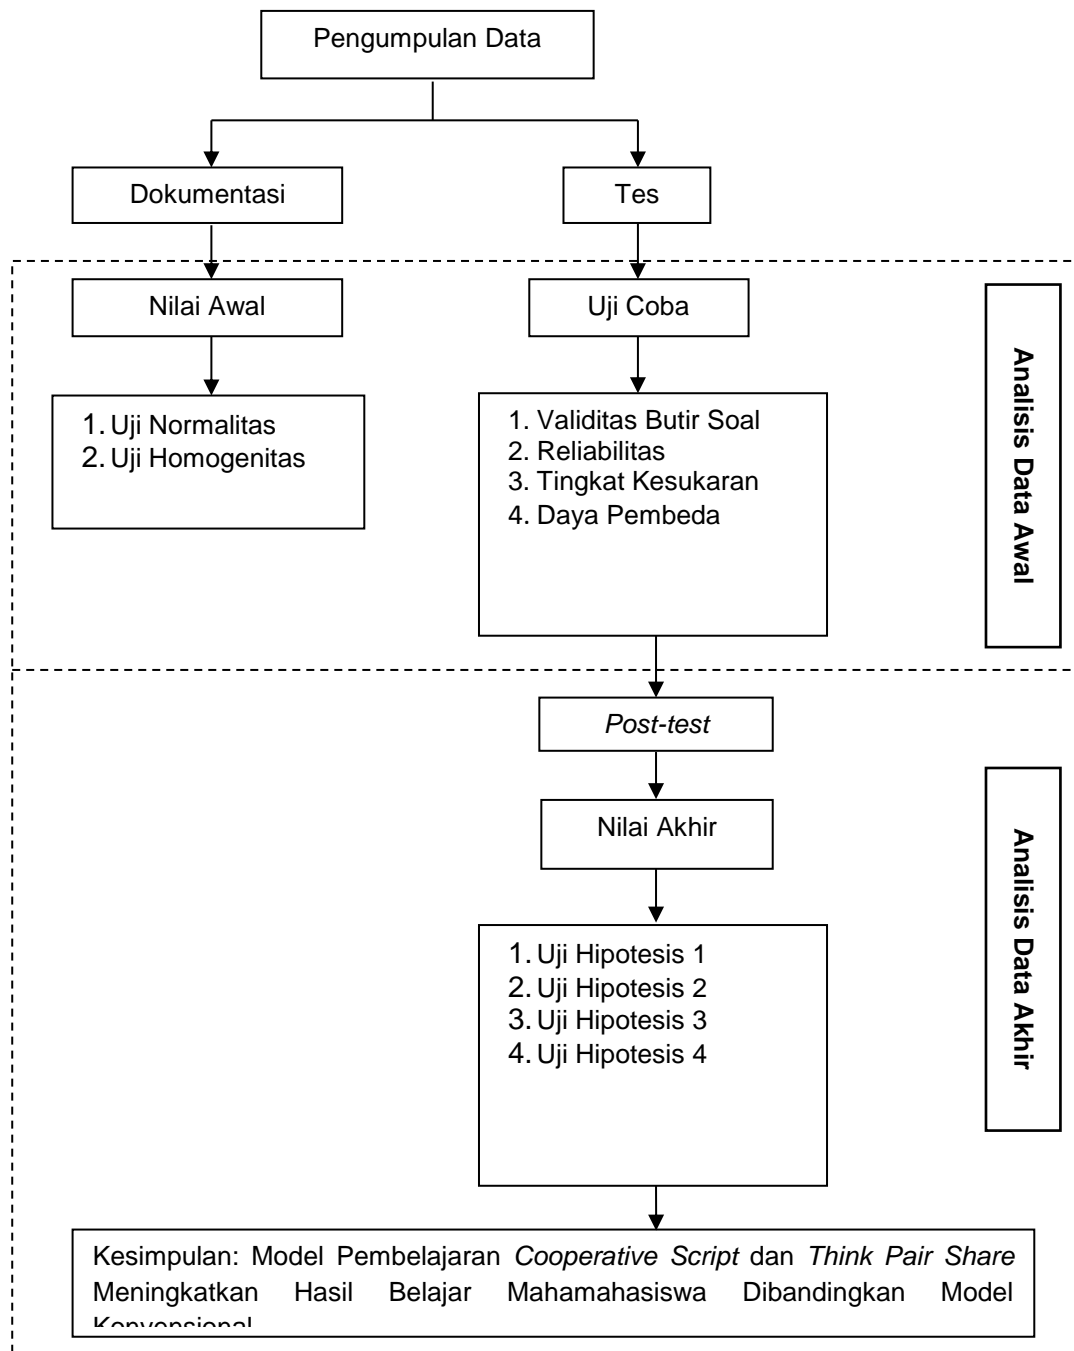 Pengumpulan Data
Dokumentasi
Tes
Nilai Awal
Uji Coba
1. Uji Normalitas
2. Uji Homogenitas
1. Validitas Butir Soal
2. Reliabilitas
3. Tingkat Kesukaran
4. Daya Pembeda
Analisis Data Awal
Post-test
Nilai Akhir
1. Uji Hipotesis 1
2. Uji Hipotesis 2
3. Uji Hipotesis 3
4. Uji Hipotesis 4
Analisis Data Akhir
Kesimpulan: Model Pembelajaran Cooperative Script dan Think Pair Share
Meningkatkan Hasil Belajar Mahamahasiswa Dibandingkan Model
Konvensional